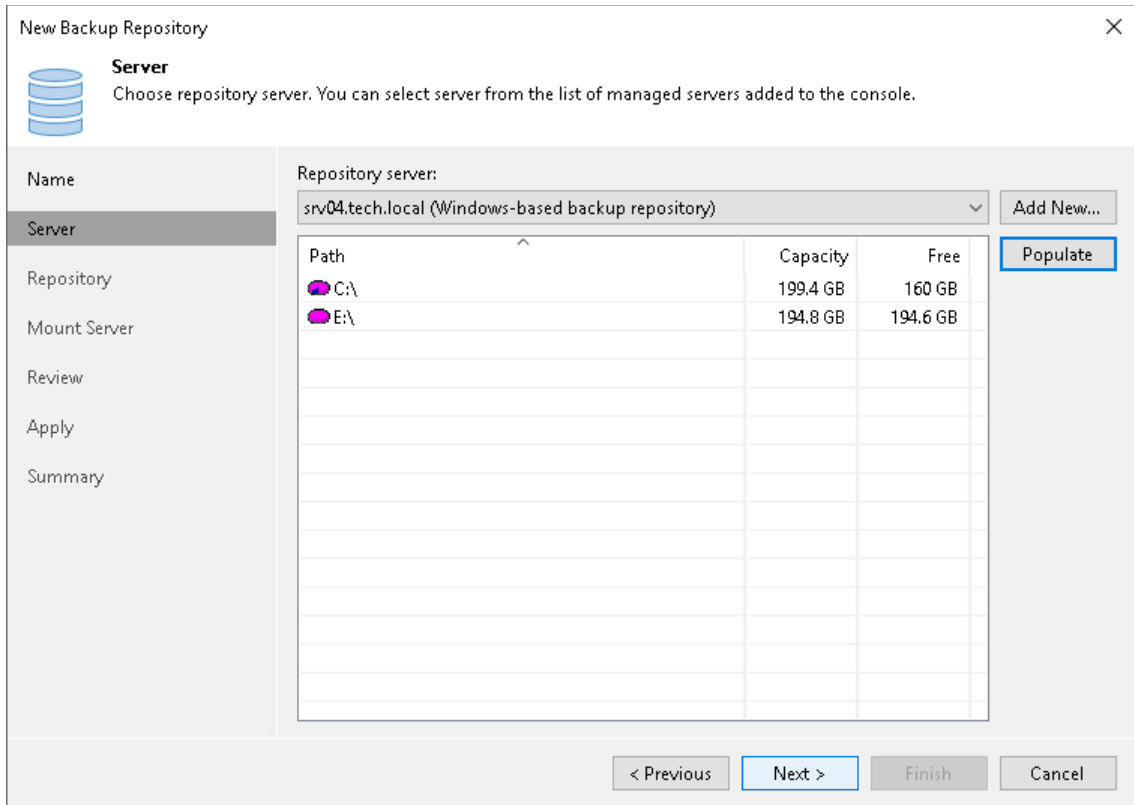 New Backup Repository
Server
Choose repository server. You can select server from the list of managed servers added to the console.
Name
Server
Repository
Mount Server
Review
Apply
Summary
Repository server:
srv04.tech.local (Windows-based backup repository)
Add New...
Populate
Path Capacity Free
C:\ 199.4 GB 160 GB
E:\ 194.8 GB 194.6 GB
< Previous
Next >
Finish
Cancel